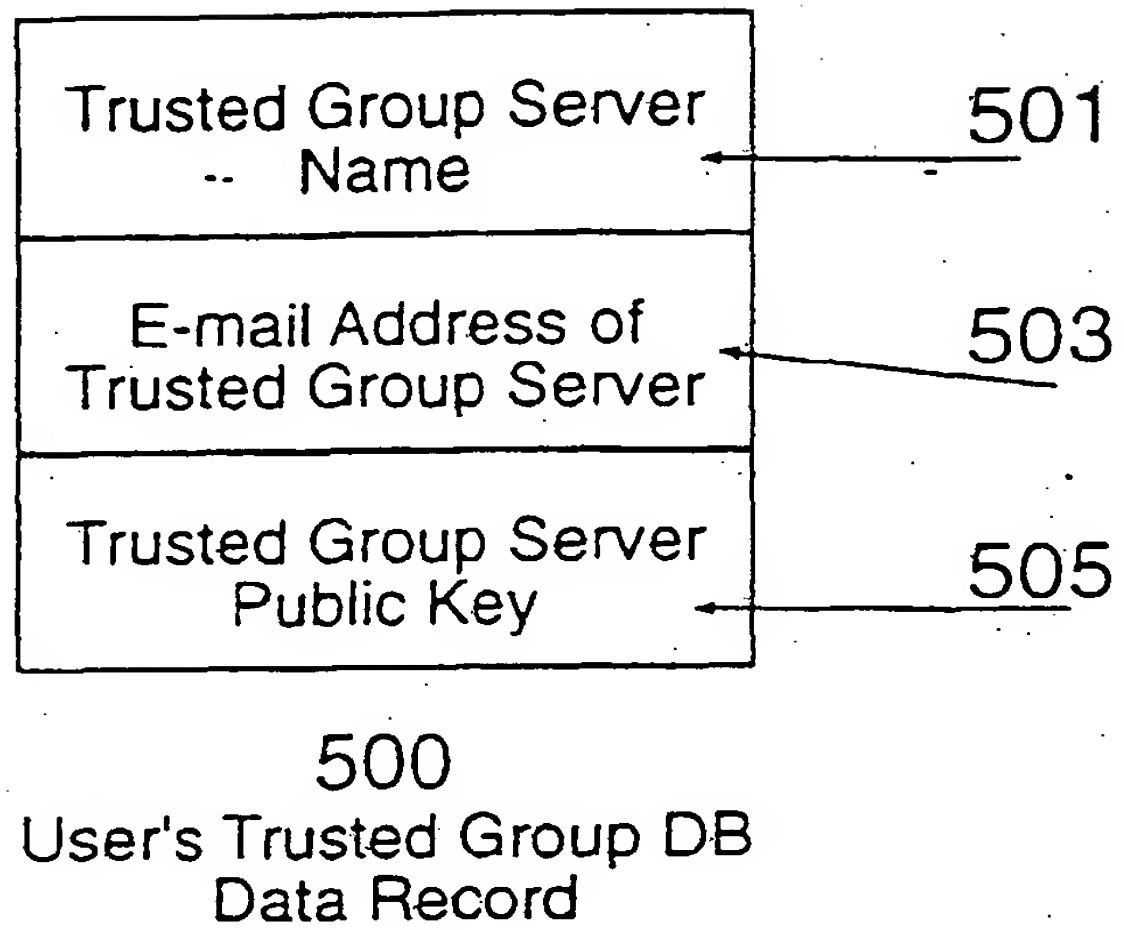 Trusted Group Server
Name
501
E-mail Address of
Trusted Group Server
503
Trusted Group Server
Public Key
505
500
User's Trusted Group DB
Data Record